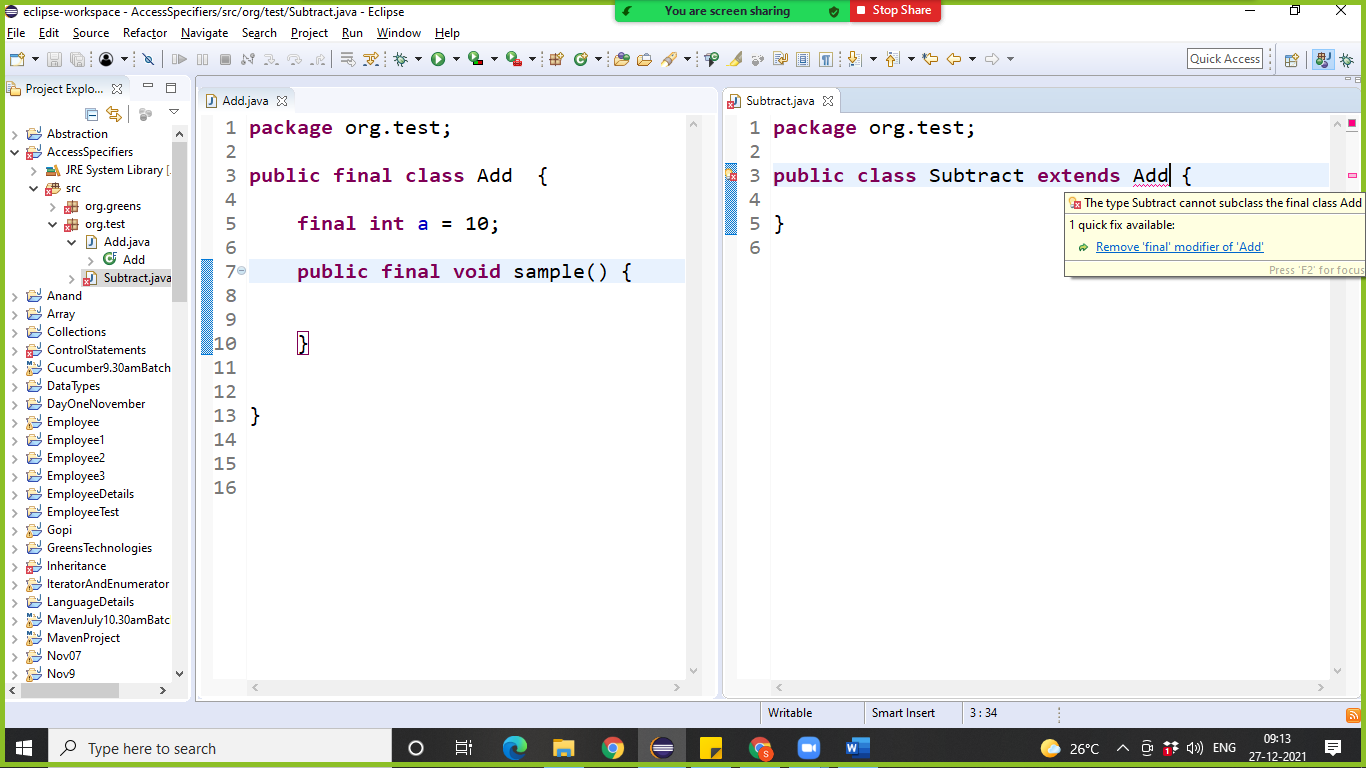 eclipse-workspace - AccessSpecifiers/src/org/test/Subtract.java - Eclipse
You are screen sharing
Stop Share
File Edit Source Refactor Navigate Search Project Run Window Help
Quick Access
Project Explo...
Abstraction
AccessSpecifiers
JRE System Library [
src
org.greens
org.test
Add.java
Add
Subtract.java
Anand
Array
Collections
ControlStatements
Cucumber9.30amBatch
DataTypes
DayOneNovember
Employee
Employee1
Employee2
Employee3
EmployeeDetails
EmployeeTest
Gopi
GreensTechnologies
Inheritance
IteratorAndEnumerator
LanguageDetails
MavenJuly10.30amBatc
MavenProject
Nov07
Nov9
Add.java
1 package org.test;
2
3 public final class Add  {
4
5     final int a = 10;
6
7     public final void sample() {
8
9
10     }
11
12
13 }
14
15
16
Subtract.java
1 package org.test;
2
3 public class Subtract extends Add {
4
5 }
6
The type Subtract cannot subclass the final class Add
1 quick fix available:
Remove 'final' modifier of 'Add'
Press 'F2' for focus
Writable Smart Insert 3 : 34
Type here to search
26°C ENG 09:13
27-12-2021